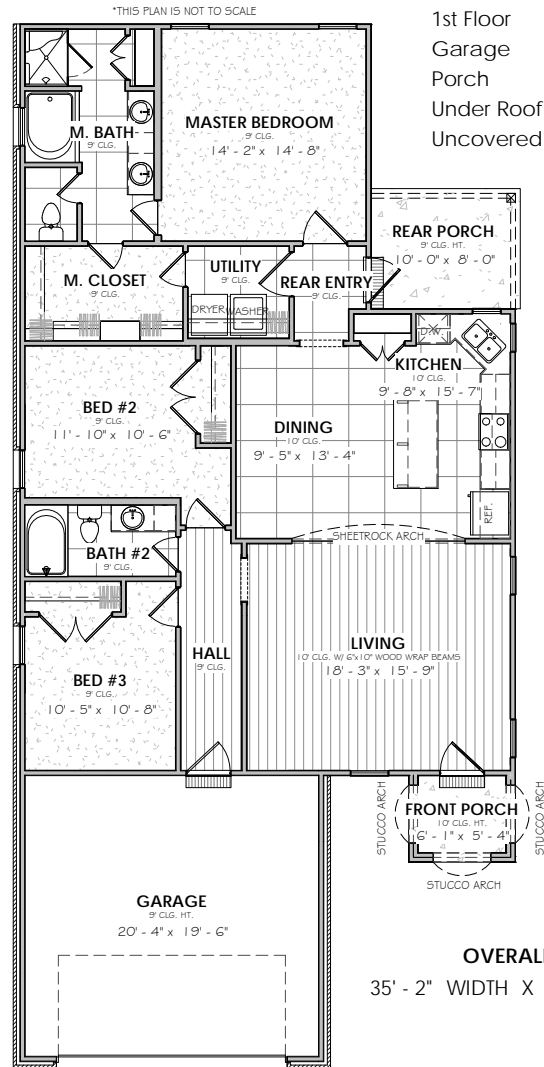 *THIS PLAN IS NOT TO SCALE
1st Floor
Garage
Porch
Under Roof
Uncovered
M. BATH
9' CLG.
MASTER BEDROOM
9' CLG.
14' - 2" x 14' - 8"
REAR PORCH
9' CLG. HT.
10' - 0" x 8' - 0"
M. CLOSET
9' CLG.
UTILITY
9' CLG.
DRYER
WASHER
REAR ENTRY
9' CLG.
D.W.
KITCHEN
10' CLG.
9' - 8" x 15' - 7"
BED #2
9' CLG.
11' - 10" x 10' - 6"
DINING
10' CLG.
9' - 5" x 13' - 4"
REF.
SHEETROCK ARCH
BATH #2
9' CLG.
HALL
9' CLG.
LIVING
10' CLG. W/ 6"x10" WOOD WRAP BEAMS
18' - 3" x 15' - 9"
BED #3
9' CLG.
10' - 5" x 10' - 8"
STUCCO ARCH
FRONT PORCH
10' CLG. HT.
6' - 1" x 5' - 4"
STUCCO ARCH
STUCCO ARCH
GARAGE
9' CLG. HT.
20' - 4" x 19' - 6"
OVERALL
35' - 2" WIDTH X